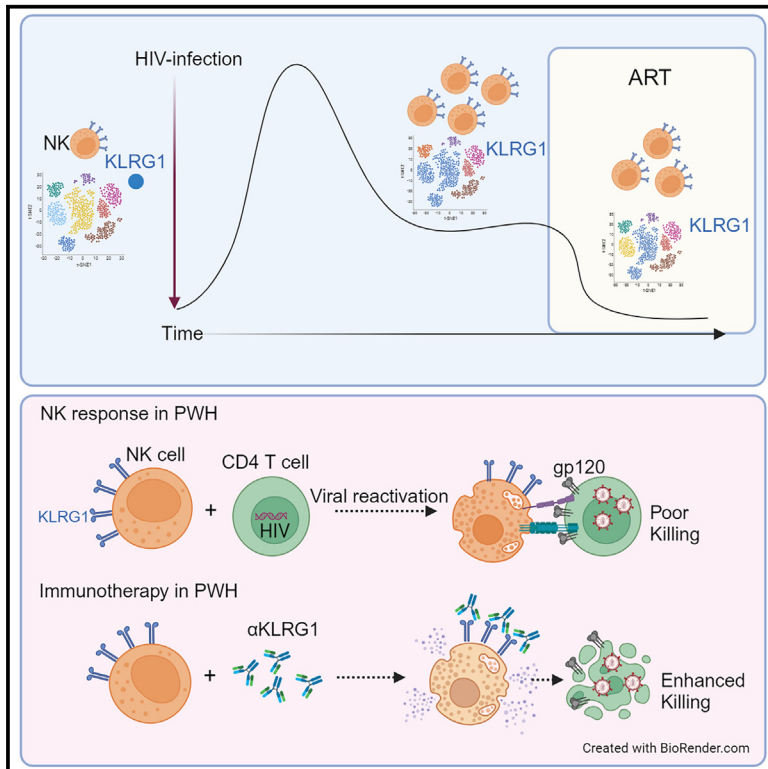 HIV-infection
NK
KLRG1
KLRG1
ART
KLRG1
Time
NK response in PWH
NK cell
CD4 T cell
KLRG1
+
HIV
Viral reactivation
gp120
Poor
Killing
Immunotherapy in PWH
+
αKLRG1
Enhanced
Killing
Created with BioRender.com